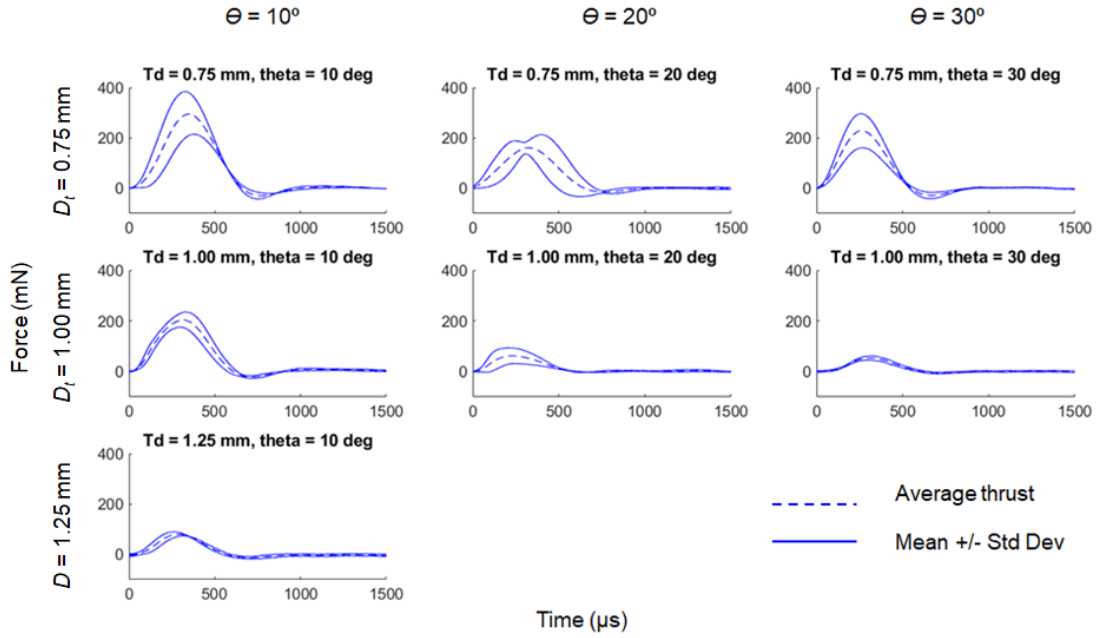 Ɵ = 10º
Ɵ = 20º
Ɵ = 30º
Dt = 0.75 mm
Td = 0.75 mm, theta = 10 deg
400
200
0
0
500
1000
1500
Td = 0.75 mm, theta = 20 deg
400
200
0
0
500
1000
1500
Td = 0.75 mm, theta = 30 deg
400
200
0
0
500
1000
1500
Force (mN)
Dt = 1.00 mm
Td = 1.00 mm, theta = 10 deg
400
200
0
0
500
1000
1500
Td = 1.00 mm, theta = 20 deg
400
200
0
0
500
1000
1500
Td = 1.00 mm, theta = 30 deg
400
200
0
0
500
1000
1500
D = 1.25 mm
Td = 1.25 mm, theta = 10 deg
400
200
0
0
500
1000
1500
Average thrust
Mean +/- Std Dev
Time (µs)